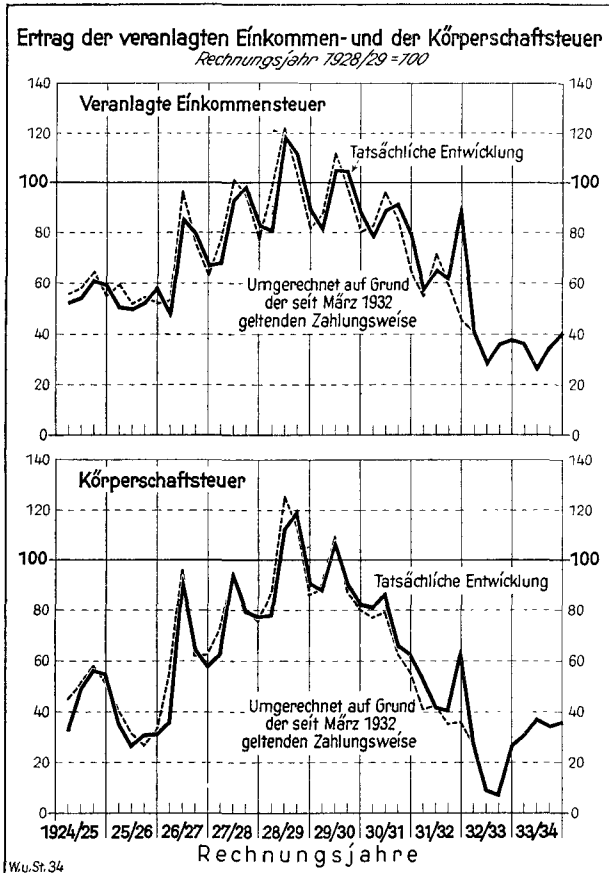 Ertrag der veranlagten Einkommen- und der Körperschaftsteuer
Rechnungsjahr 1928/29 = 100
140 140
Veranlagte Einkommensteuer
120 120
Tatsächliche Entwicklung
100 100
80 80
60 60
Umgerechnet auf Grund
der seit März 1932
geltenden Zahlungsweise
40 40
20 20
0 0
140 140
Körperschaftsteuer
120 120
100 100
Tatsächliche Entwicklung
80 80
60 60
Umgerechnet auf Grund
der seit März 1932
geltenden Zahlungsweise
40 40
20 20
0 0
1924/25 25/26 26/27 27/28 28/29 29/30 30/31 31/32 32/33 33/34
Rechnungsjahre
W.u.St. 34